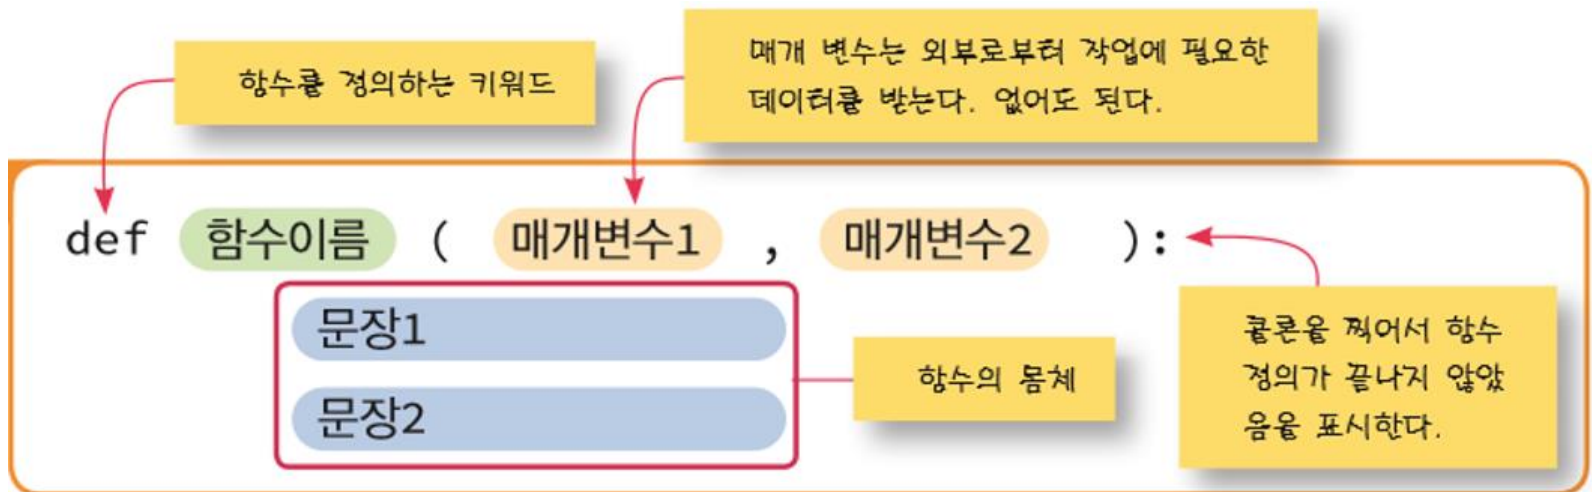 함수를 정의하는 키워드
매개 변수는 외부로부터 작업에 필요한
데이터를 받는다. 없어도 된다.
def 함수이름 ( 매개변수1 , 매개변수2 ):
문장1
문장2
함수의 몸체
콜론을 찍어서 함수
정의가 끝나지 않았
음을 표시한다.